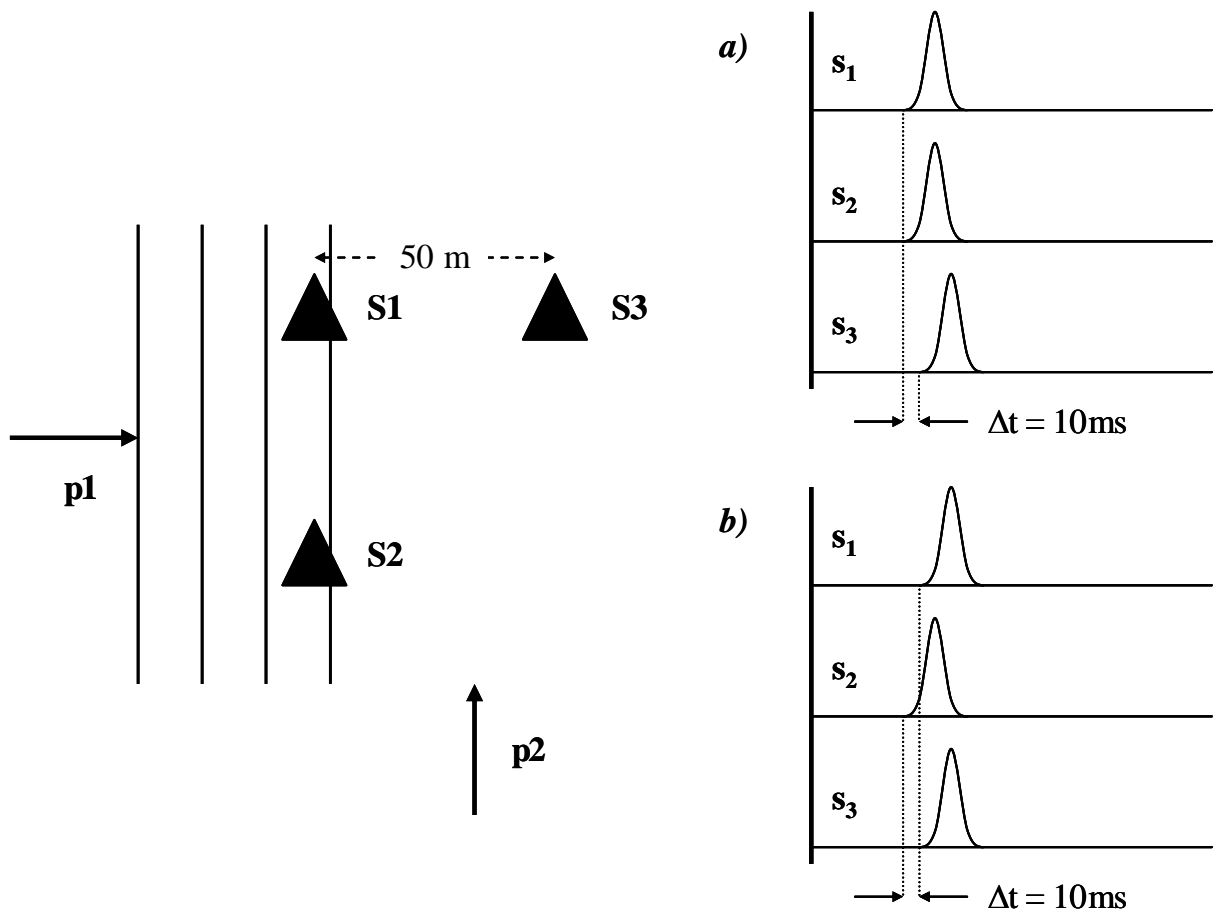 50 m
S1
S3
p1
S2
p2
a)
s1
s2
s3
Δt = 10ms
b)
s1
s2
s3
Δt = 10ms